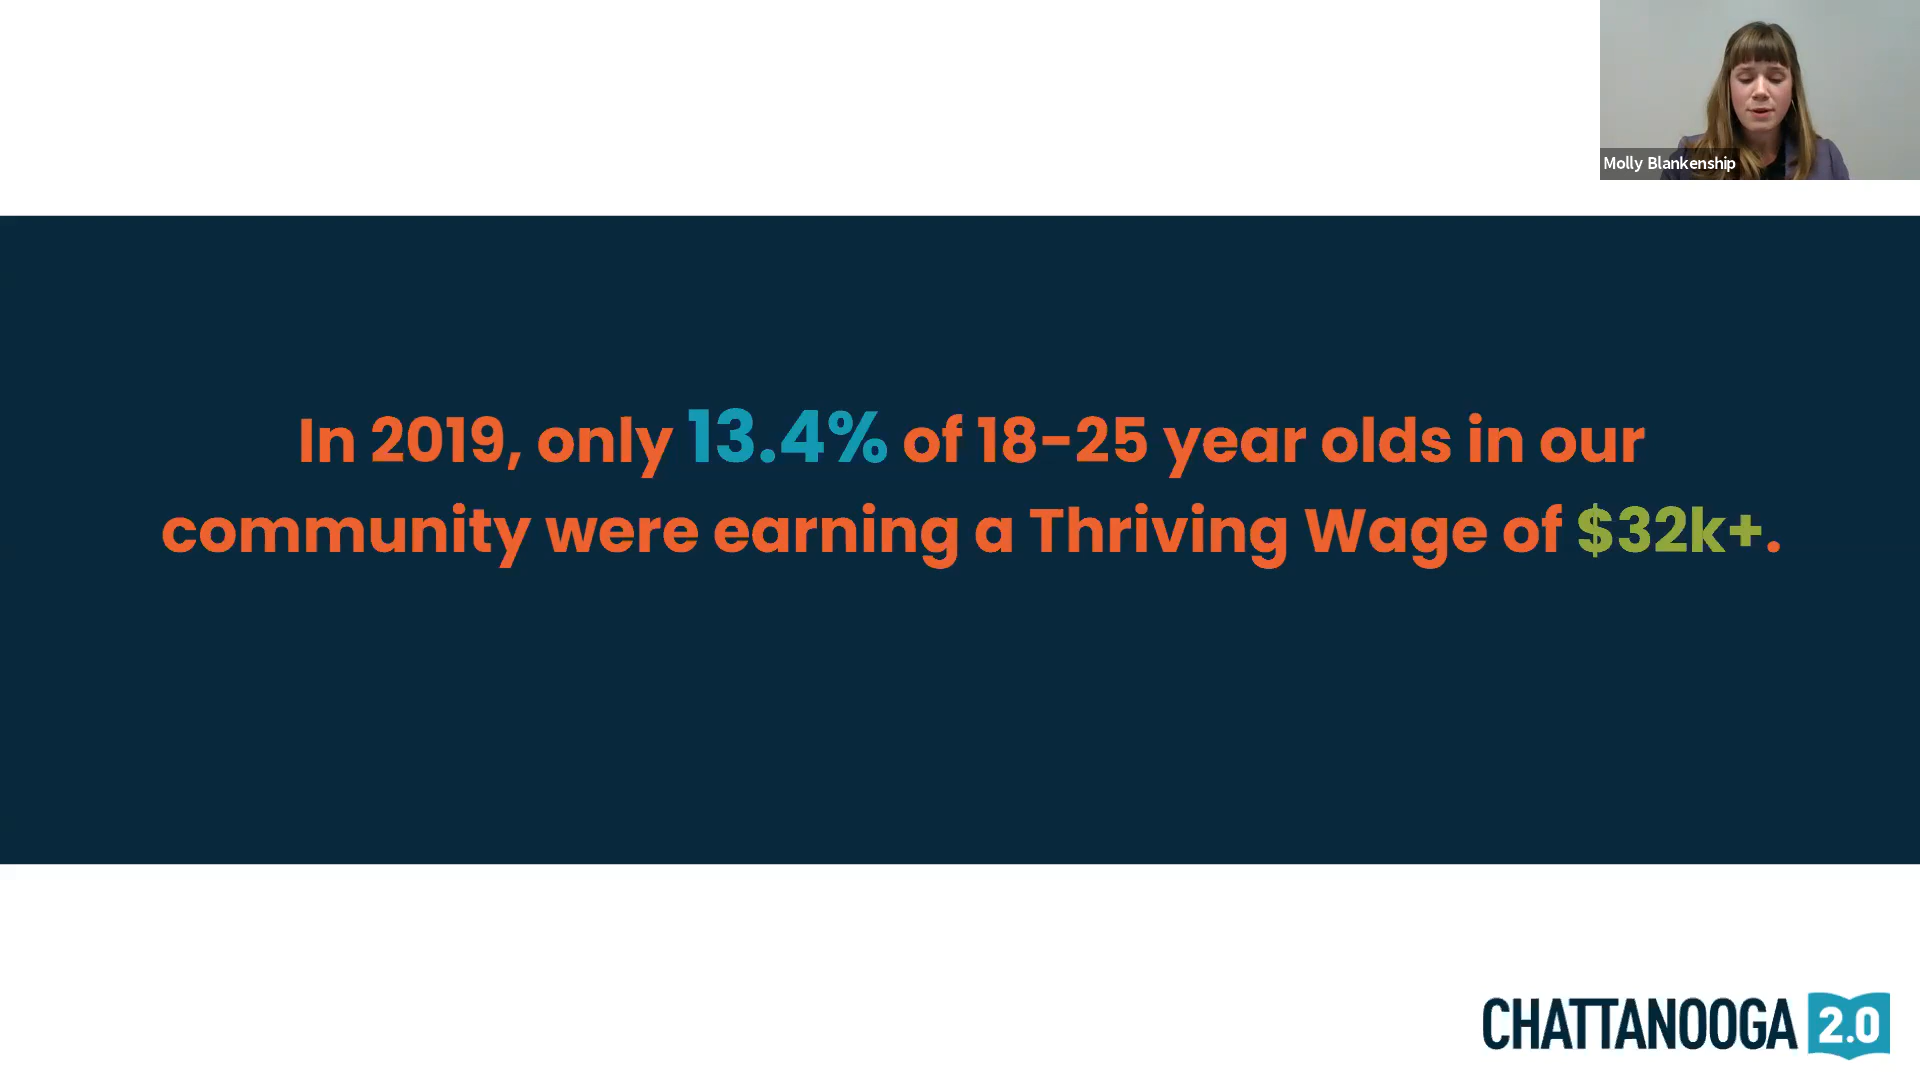 Molly Blankenship
In 2019, only 13.4% of 18-25 year olds in our
community were earning a Thriving Wage of $32k+.
CHATTANOOGA 2.0